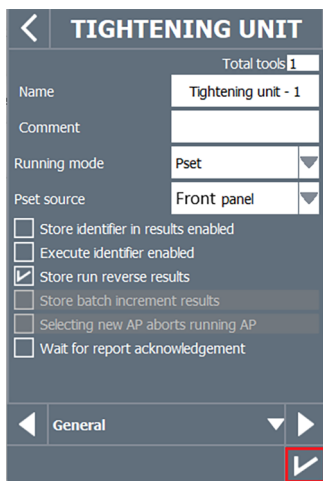 TIGHTENING UNIT
Total tools 1
Name Tightening unit - 1
Comment
Running mode Pset
Pset source Front panel
Store identifier in results enabled
Execute identifier enabled
Store run reverse results
Store batch increment results
Selecting new AP aborts running AP
Wait for report acknowledgement
General